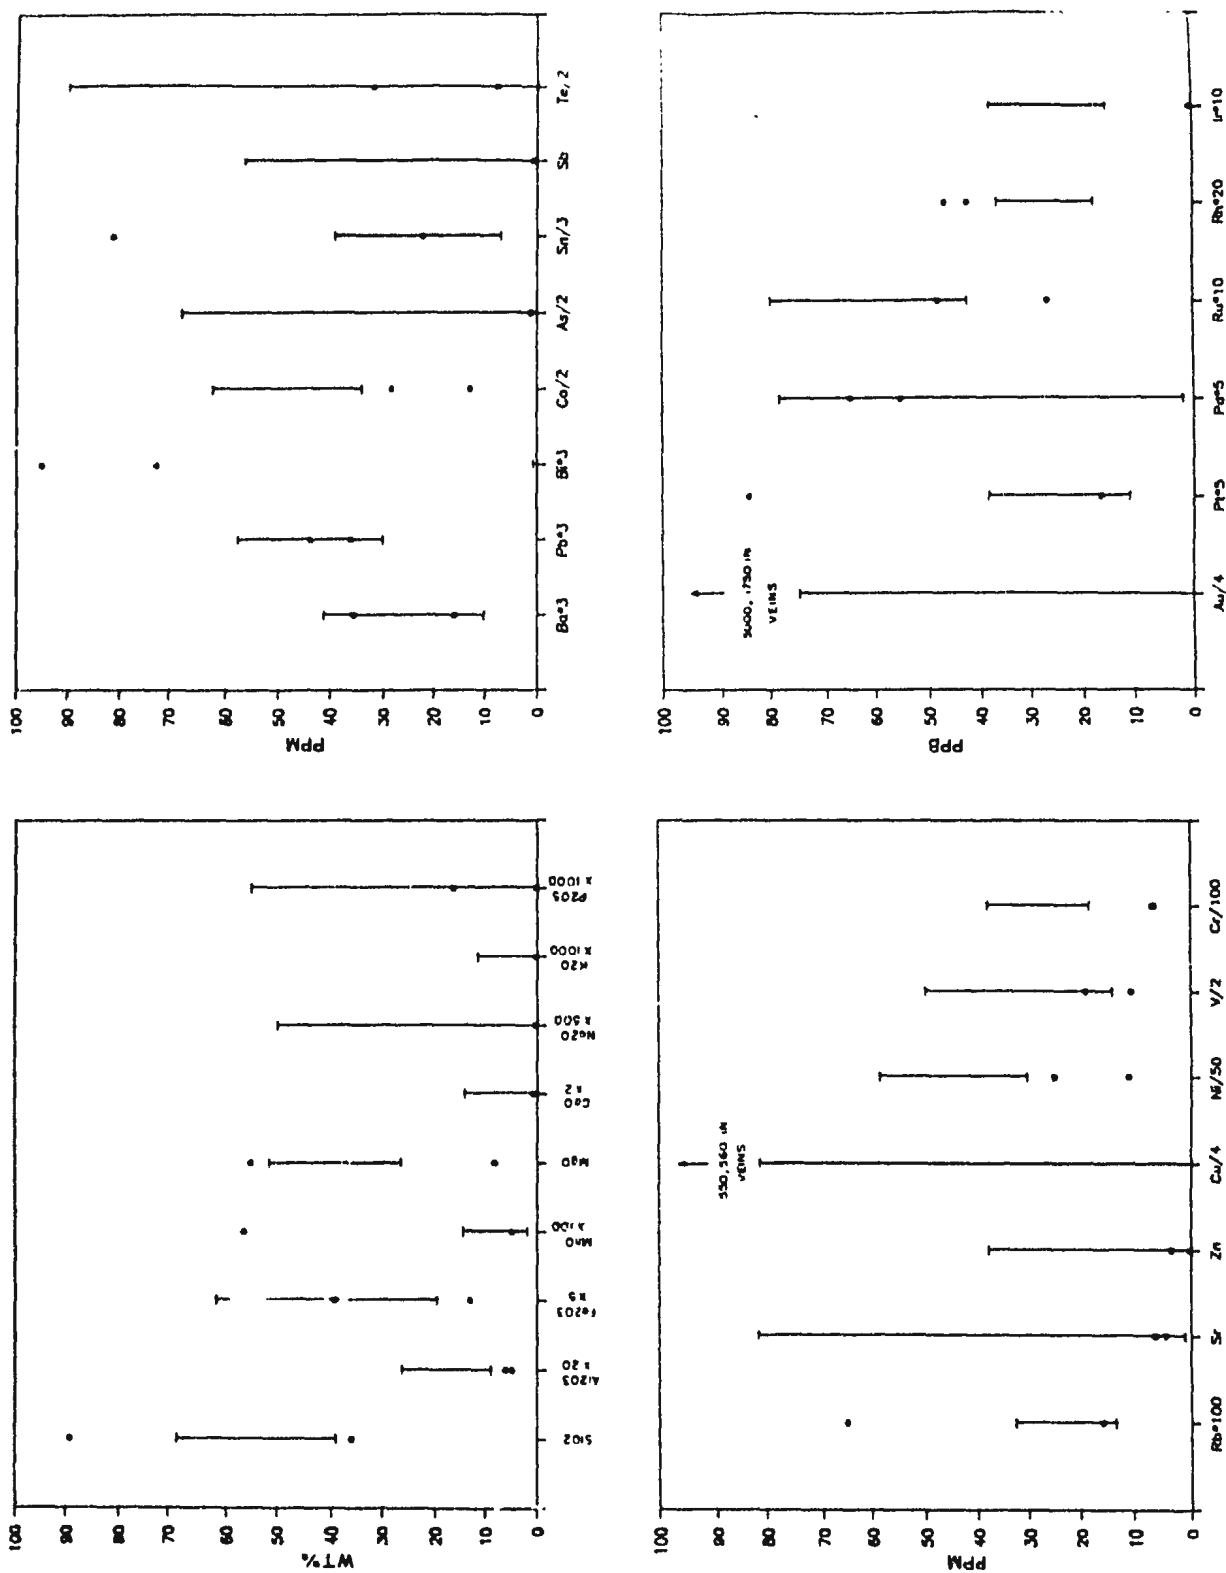 100
90
80
70
60
50
40
30
20
10
0
PPM
Ba*3
Pb*3
Bi*3
Co/2
As/2
Sn/3
Sb
Te/2
100
90
80
70
60
50
40
30
20
10
0
PPB
5000, 1750 IN
VEINS
Au/4
Pt*5
Pd*5
Ru*10
Rh*20
Ir*10
100
90
80
70
60
50
40
30
20
10
0
WT%
SiO2
Al2O3
x 20
Fe2O3
x 5
MnO
x 100
MgO
CaO
x 2
Na2O
x 500
K2O
x 1000
P2O5
x 1000
100
90
80
70
60
50
40
30
20
10
0
PPM
550, 560 IN
VEINS
Rb*100
Sr
Zn
Cu/4
Ni/50
V/2
Cr/100